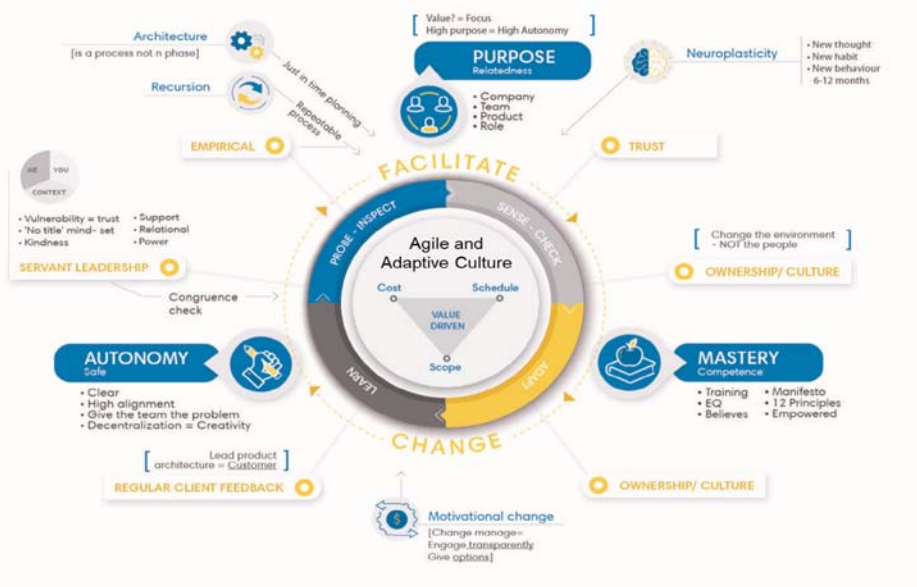 Architecture
[is a process not n phase]
Recursion
Just in time planning
Repeatable
process
EMPIRICAL
[Value? = Focus
High purpose = High Autonomy]
PURPOSE
Relatedness
• Company
• Team
• Product
• Role
Neuroplasticity
• New thought
• New habit
• New behaviour
6-12 months
TRUST
ME YOU
CONTEXT
• Vulnerability = trust
• 'No title' mind- set
• Kindness
• Support
• Relational
• Power
SERVANT LEADERSHIP
Congruence
check
FACILITATE
PROBE - INSPECT
SENSE - CHECK
ADAPT
LEARN
CHANGE
Agile and
Adaptive Culture
Cost
Schedule
VALUE
DRIVEN
Scope
[Change the environment
- NOT the people]
OWNERSHIP/ CULTURE
AUTONOMY
Safe
• Clear
• High alignment
• Give the team the problem
• Decentralization = Creativity
MASTERY
Competence
• Training
• EQ
• Believes
• Manifesto
• 12 Principles
• Empowered
[Lead product
architecture = Customer]
REGULAR CLIENT FEEDBACK
OWNERSHIP/ CULTURE
$
Motivational change
[Change manage=
Engage transparently
Give options]